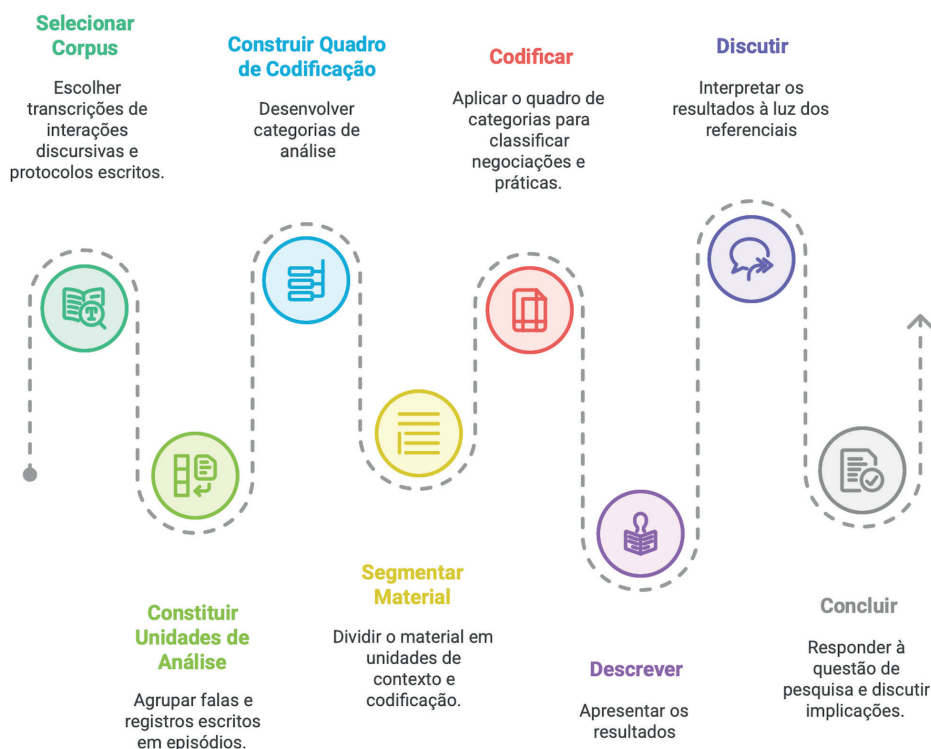 Selecionar
Corpus
Escolher
transcrições de
interações
discursivas e
protocolos escritos.
Constituir
Unidades de
Análise
Agrupar falas e
registros escritos
em episódios.
Construir Quadro
de Codificação
Desenvolver
categorias de
análise
Segmentar
Material
Dividir o material em
unidades de
contexto e
codificação.
Codificar
Aplicar o quadro de
categorias para
classificar
negociações e
práticas.
Descrever
Apresentar os
resultados
Discutir
Interpretar os
resultados à luz dos
referenciais
Concluir
Responder à
questão de
pesquisa e discutir
implicações.